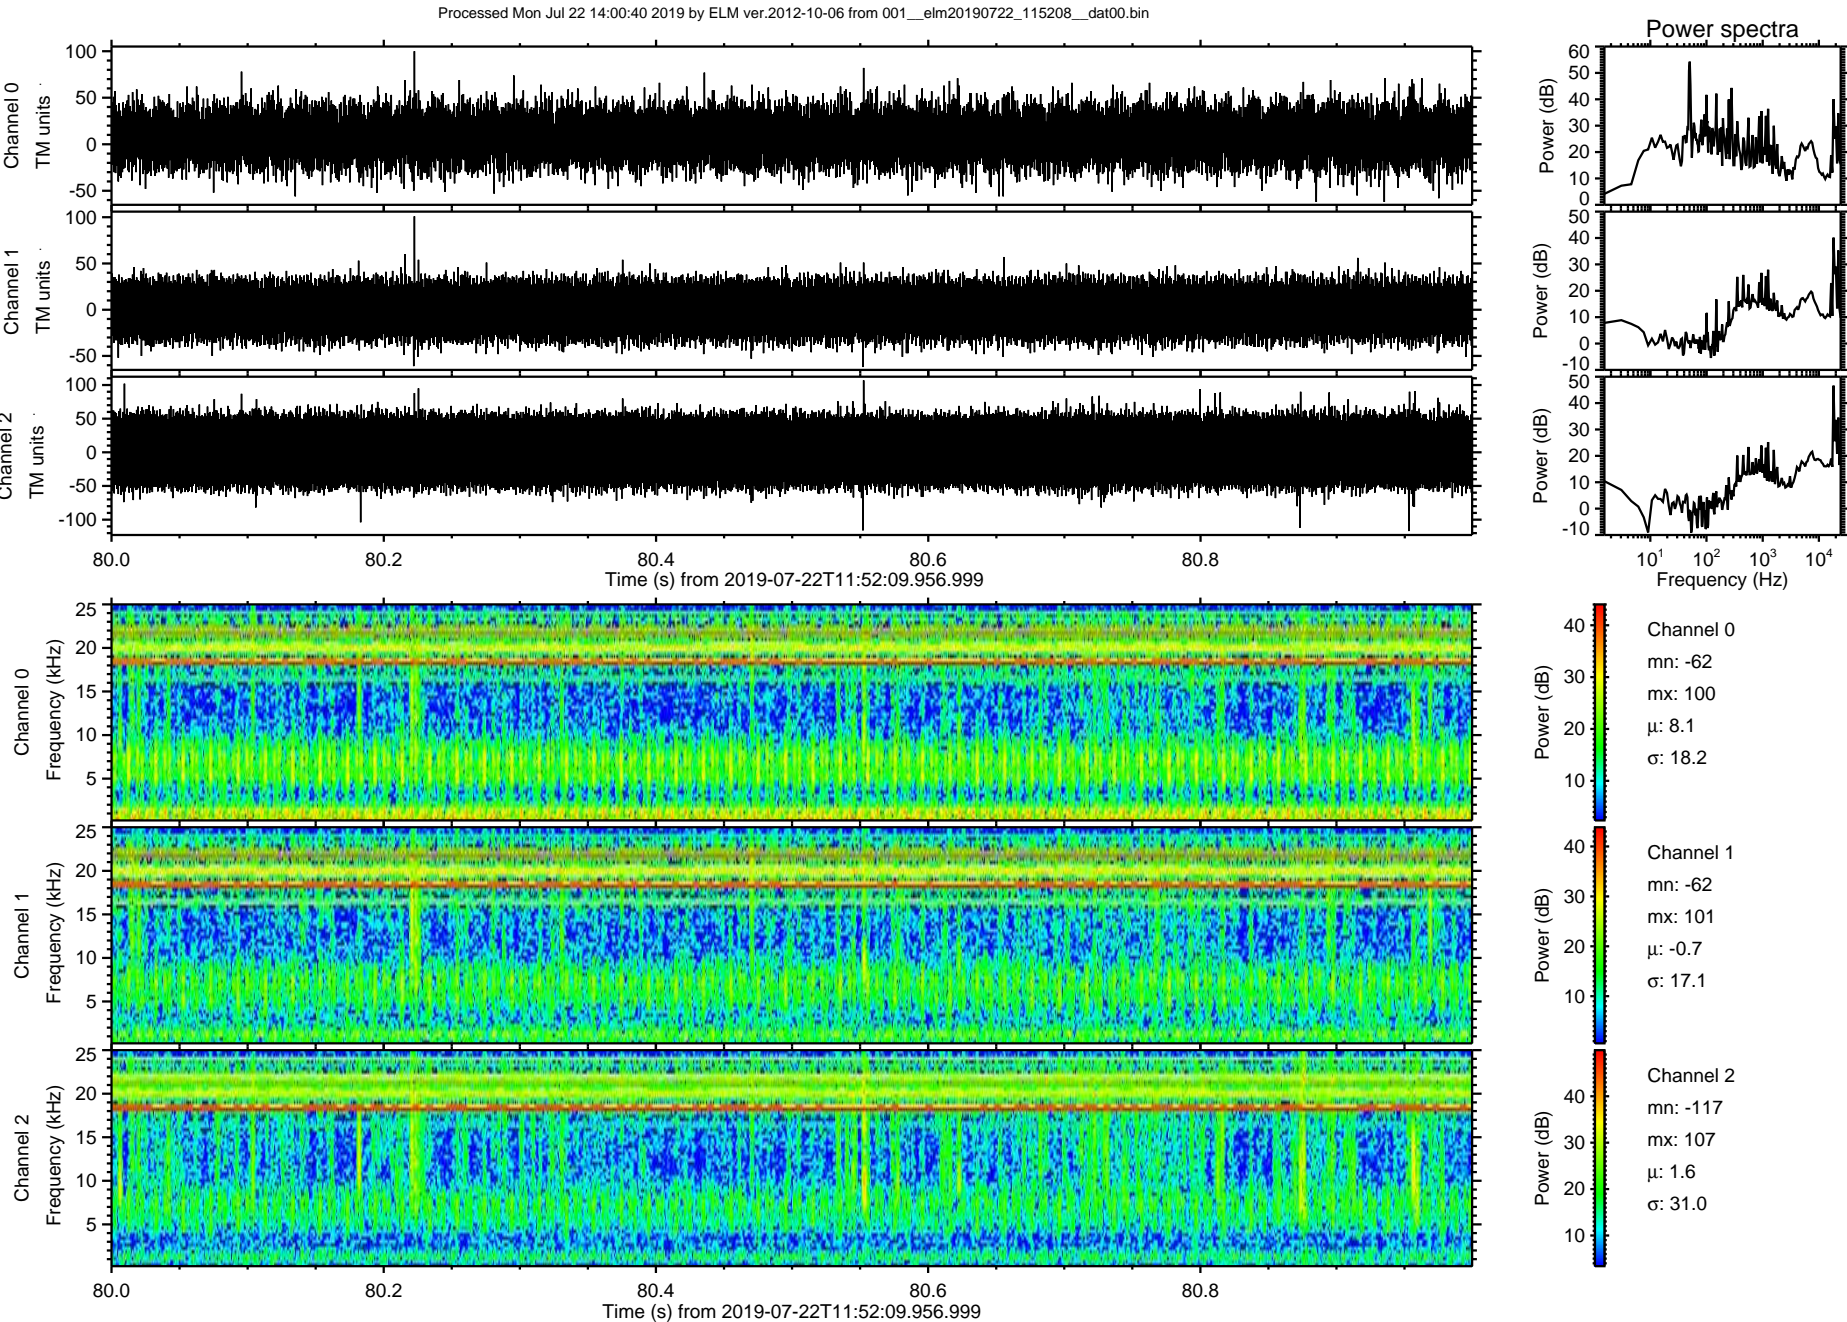 Processed Mon Jul 22 14:00:40 2019 by ELM ver.2012-10-06 from 001__elm20190722_115208__dat00.bin
Power spectra
Channel 0
TM units
100
50
0
-50
Power (dB)
60
50
40
30
20
10
0
Channel 1
TM units
100
50
0
-50
Power (dB)
50
40
30
20
10
0
-10
Channel 2
TM units
100
50
0
-50
-100
Power (dB)
50
40
30
20
10
0
-10
80.0 80.2 80.4 80.6 80.8
Time (s) from 2019-07-22T11:52:09.956.999
10¹ 10² 10³ 10⁴
Frequency (Hz)
Channel 0
Frequency (kHz)
25
20
15
10
5
Power (dB)
40
30
20
10
Channel 0
mn: -62
mx: 100
μ: 8.1
σ: 18.2
Channel 1
Frequency (kHz)
25
20
15
10
5
Power (dB)
40
30
20
10
Channel 1
mn: -62
mx: 101
μ: -0.7
σ: 17.1
Channel 2
Frequency (kHz)
25
20
15
10
5
Power (dB)
40
30
20
10
Channel 2
mn: -117
mx: 107
μ: 1.6
σ: 31.0
80.0 80.2 80.4 80.6 80.8
Time (s) from 2019-07-22T11:52:09.956.999